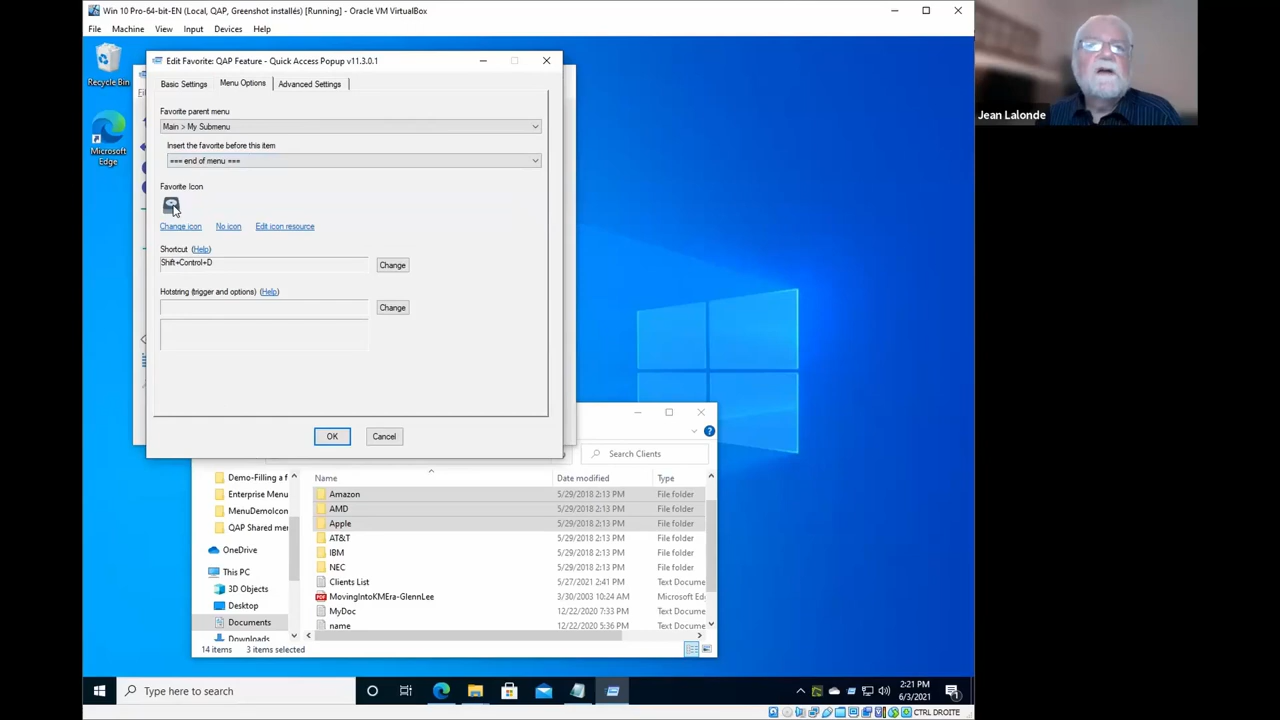 Win 10 Pro-64-bit-EN (Local, QAP, Greenshot installés) [Running] - Oracle VM VirtualBox
File Machine View Input Devices Help
Recycle Bin
Microsoft
Edge
Edit Favorite: QAP Feature - Quick Access Popup v11.3.0.1
Basic Settings Menu Options Advanced Settings
Favorite parent menu
Main > My Submenu
Insert the favorite before this item
=== end of menu ===
Favorite Icon
Change icon No icon Edit icon resource
Shortcut (Help)
Shift+Control+D
Change
Hotstring (trigger and options) (Help)
Change
OK Cancel
Jean Lalonde
Search Clients
Demo-Filling a f
Enterprise Menu
MenuDemoIcon
QAP Shared men
OneDrive
This PC
3D Objects
Desktop
Documents
Downloads
Name Date modified Type
Amazon 5/29/2018 2:13 PM File folder
AMD 5/29/2018 2:13 PM File folder
Apple 5/29/2018 2:13 PM File folder
AT&T 5/29/2018 2:13 PM File folder
IBM 5/29/2018 2:13 PM File folder
NEC 5/29/2018 2:13 PM File folder
Clients List 5/27/2021 2:41 PM Text Docume
MovingIntoKMEra-GlennLee 3/30/2003 10:24 AM Microsoft Ed
MyDoc 12/22/2020 7:33 PM Text Docume
name 12/22/2020 5:36 PM Text Docume
14 items 3 items selected
Type here to search
2:21 PM
6/3/2021
CTRL DROITE